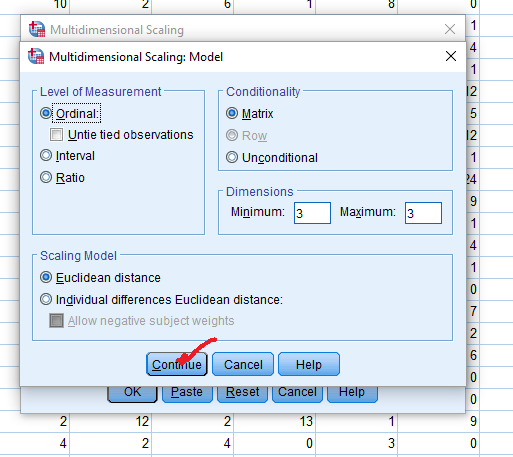 10 2 6 1 8 0
Multidimensional Scaling
1
Multidimensional Scaling: Model
4
1
Level of Measurement Conditionality
12
Ordinal: Matrix
5
Untie tied observations Row
12
Interval Unconditional
1
Ratio
24
Dimensions
9
Minimum: 3 Maximum: 3
1
4
Scaling Model
1
Euclidean distance
0
Individual differences Euclidean distance:
7
Allow negative subject weights
2
6
Continue Cancel Help
0
OK Paste Reset Cancel Help
0
2 12 2 13 1 9
4 2 4 0 3 0